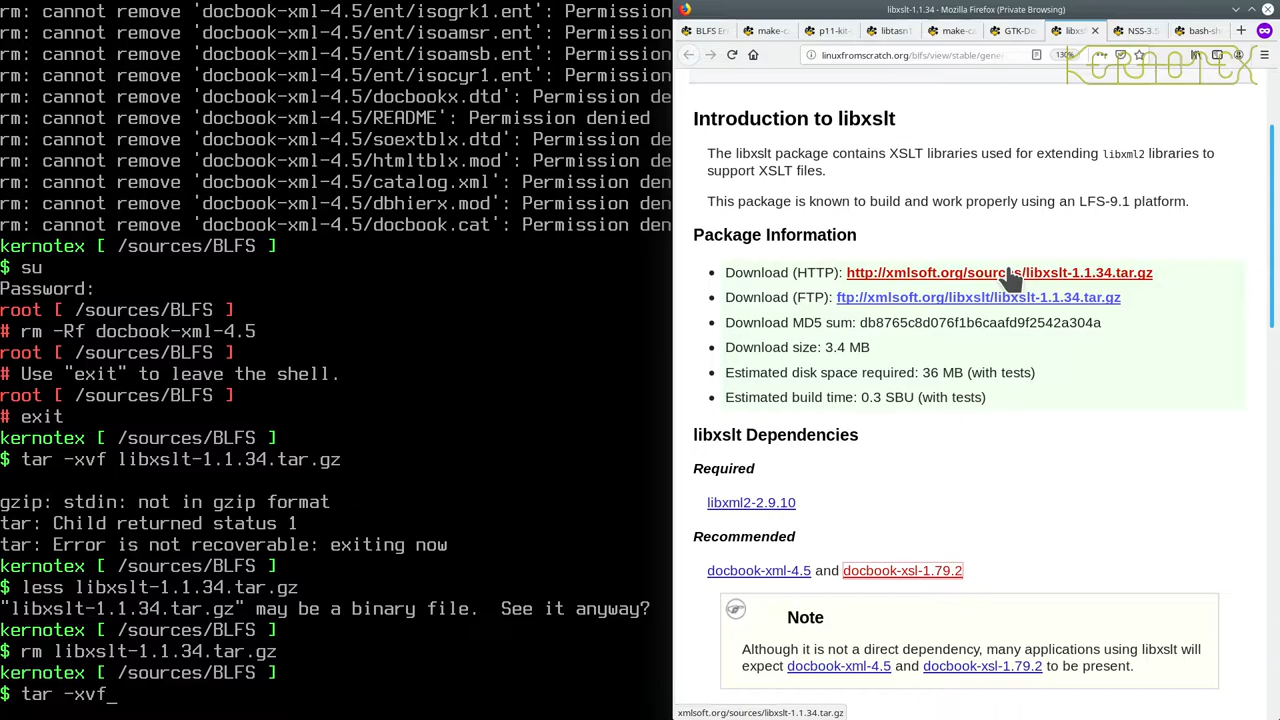 rm: cannot remove 'docbook-xml-4.5/ent/isogrk1.ent': Permission
rm: cannot remove 'docbook-xml-4.5/ent/isoamsr.ent': Permission
rm: cannot remove 'docbook-xml-4.5/ent/isoamsb.ent': Permission
rm: cannot remove 'docbook-xml-4.5/ent/isocyr1.ent': Permission
rm: cannot remove 'docbook-xml-4.5/docbookx.dtd': Permission de
rm: cannot remove 'docbook-xml-4.5/README': Permission denied
rm: cannot remove 'docbook-xml-4.5/soextblx.dtd': Permission de
rm: cannot remove 'docbook-xml-4.5/htmltblx.mod': Permission de
rm: cannot remove 'docbook-xml-4.5/catalog.xml': Permission den
rm: cannot remove 'docbook-xml-4.5/dbhierx.mod': Permission den
rm: cannot remove 'docbook-xml-4.5/docbook.cat': Permission den
kernotex [ /sources/BLFS ]
$ su
Password:
root [ /sources/BLFS ]
# rm -Rf docbook-xml-4.5
root [ /sources/BLFS ]
# Use "exit" to leave the shell.
root [ /sources/BLFS ]
# exit
kernotex [ /sources/BLFS ]
$ tar -xvf libxslt-1.1.34.tar.gz
gzip: stdin: not in gzip format
tar: Child returned status 1
tar: Error is not recoverable: exiting now
kernotex [ /sources/BLFS ]
$ less libxslt-1.1.34.tar.gz
"libxslt-1.1.34.tar.gz" may be a binary file.  See it anyway?
kernotex [ /sources/BLFS ]
$ rm libxslt-1.1.34.tar.gz
kernotex [ /sources/BLFS ]
$ tar -xvf_
libxslt-1.1.34 - Mozilla Firefox (Private Browsing)
BLFS Er
make-c
p11-kit-
libtasn1
make-c
GTK-Do
libxs
NSS-3.5
bash-sh
linuxfromscratch.org/blfs/view/stable/gene
130%
KERNOTEX
Introduction to libxslt
The libxslt package contains XSLT libraries used for extending libxml2 libraries to
support XSLT files.
This package is known to build and work properly using an LFS-9.1 platform.
Package Information
• Download (HTTP): http://xmlsoft.org/sources/libxslt-1.1.34.tar.gz
• Download (FTP): ftp://xmlsoft.org/libxslt/libxslt-1.1.34.tar.gz
• Download MD5 sum: db8765c8d076f1b6caafd9f2542a304a
• Download size: 3.4 MB
• Estimated disk space required: 36 MB (with tests)
• Estimated build time: 0.3 SBU (with tests)
libxslt Dependencies
Required
libxml2-2.9.10
Recommended
docbook-xml-4.5 and docbook-xsl-1.79.2
Note
Although it is not a direct dependency, many applications using libxslt will
expect docbook-xml-4.5 and docbook-xsl-1.79.2 to be present.
xmlsoft.org/sources/libxslt-1.1.34.tar.gz